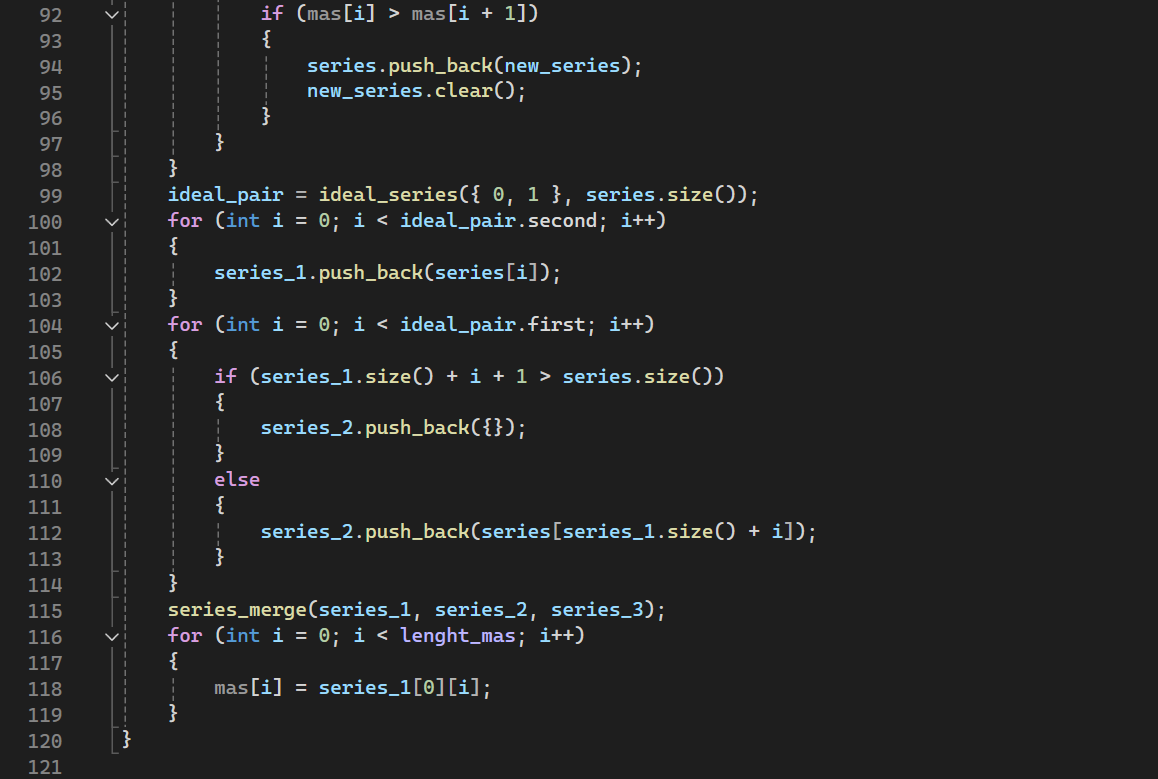 92 if (mas[i] > mas[i + 1])
93 {
94 series.push_back(new_series);
95 new_series.clear();
96 }
97 }
98 }
99 ideal_pair = ideal_series({ 0, 1 }, series.size());
100 for (int i = 0; i < ideal_pair.second; i++)
101 {
102 series_1.push_back(series[i]);
103 }
104 for (int i = 0; i < ideal_pair.first; i++)
105 {
106 if (series_1.size() + i + 1 > series.size())
107 {
108 series_2.push_back({});
109 }
110 else
111 {
112 series_2.push_back(series[series_1.size() + i]);
113 }
114 }
115 series_merge(series_1, series_2, series_3);
116 for (int i = 0; i < lenght_mas; i++)
117 {
118 mas[i] = series_1[0][i];
119 }
120 }
121